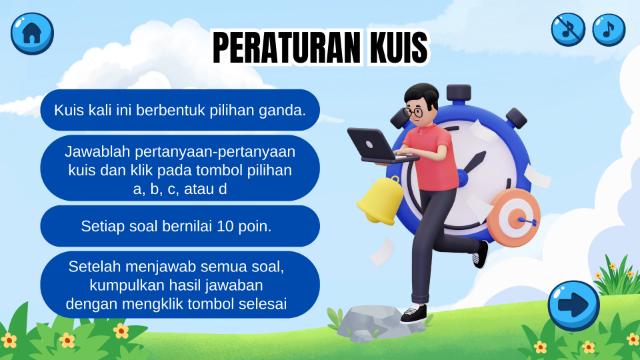 PERATURAN KUIS
Kuis kali ini berbentuk pilihan ganda.
Jawablah pertanyaan-pertanyaan
kuis dan klik pada tombol pilihan
a, b, c, atau d
Setiap soal bernilai 10 poin.
Setelah menjawab semua soal,
kumpulkan hasil jawaban
dengan mengklik tombol selesai